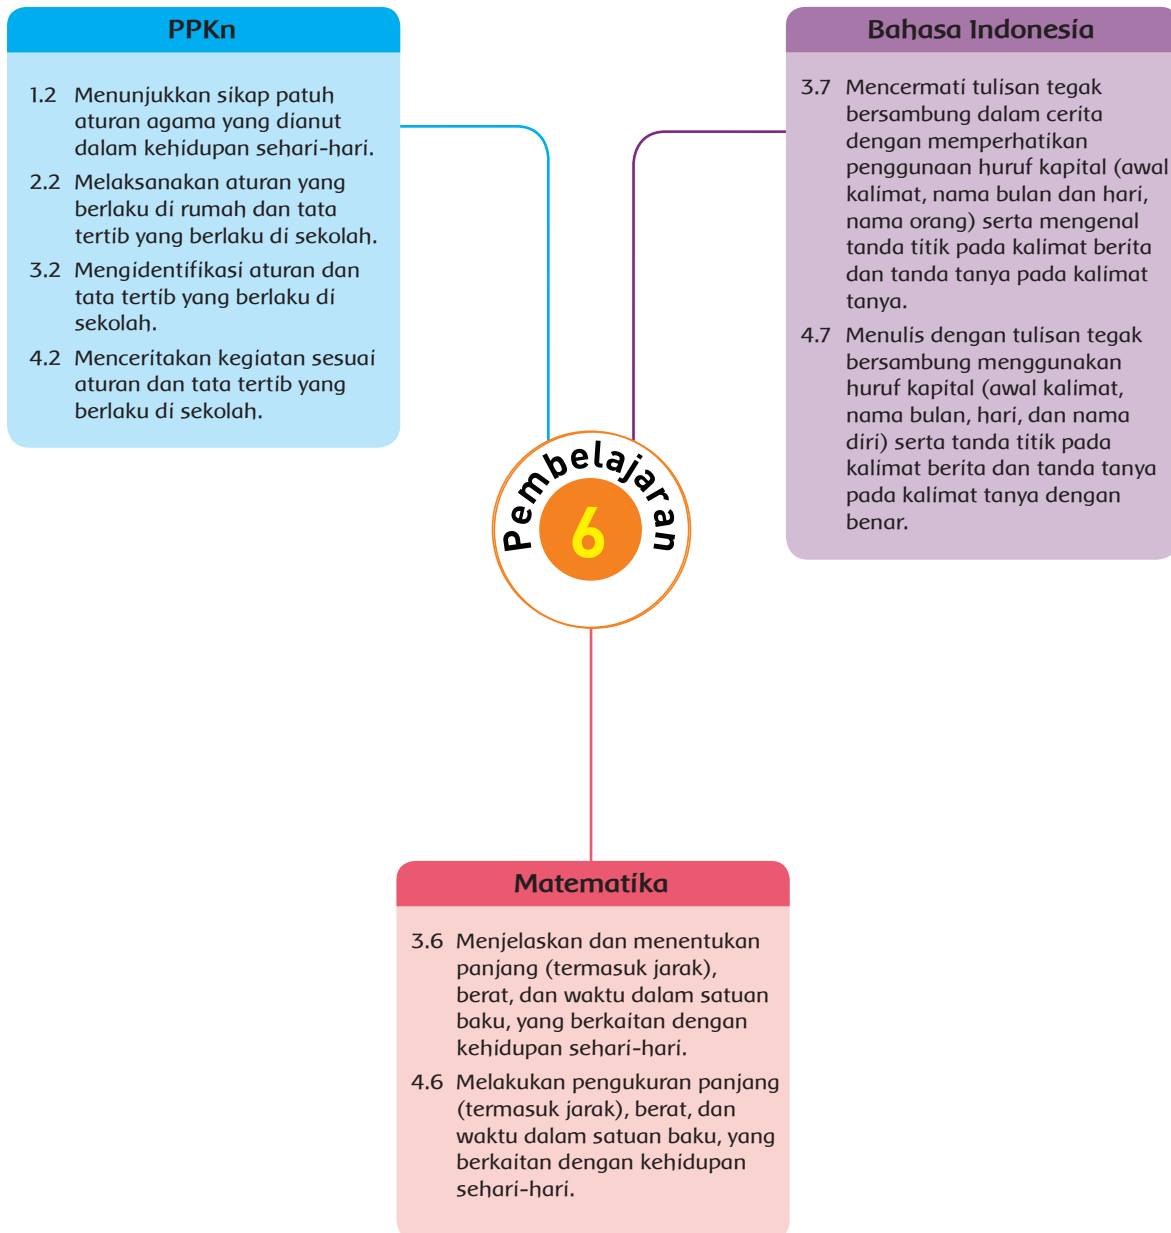 PPKn
1.2 Menunjukkan sikap patuh
aturan agama yang dianut
dalam kehidupan sehari-hari.
2.2 Melaksanakan aturan yang
berlaku di rumah dan tata
tertib yang berlaku di sekolah.
3.2 Mengidentifikasi aturan dan
tata tertib yang berlaku di
sekolah.
4.2 Menceritakan kegiatan sesuai
aturan dan tata tertib yang
berlaku di sekolah.
Bahasa Indonesia
3.7 Mencermati tulisan tegak
bersambung dalam cerita
dengan memperhatikan
penggunaan huruf kapital (awal
kalimat, nama bulan dan hari,
nama orang) serta mengenal
tanda titik pada kalimat berita
dan tanda tanya pada kalimat
tanya.
4.7 Menulis dengan tulisan tegak
bersambung menggunakan
huruf kapital (awal kalimat,
nama bulan, hari, dan nama
diri) serta tanda titik pada
kalimat berita dan tanda tanya
pada kalimat tanya dengan
benar.
Pembelajaran
6
Matematika
3.6 Menjelaskan dan menentukan
panjang (termasuk jarak),
berat, dan waktu dalam satuan
baku, yang berkaitan dengan
kehidupan sehari-hari.
4.6 Melakukan pengukuran panjang
(termasuk jarak), berat, dan
waktu dalam satuan baku, yang
berkaitan dengan kehidupan
sehari-hari.